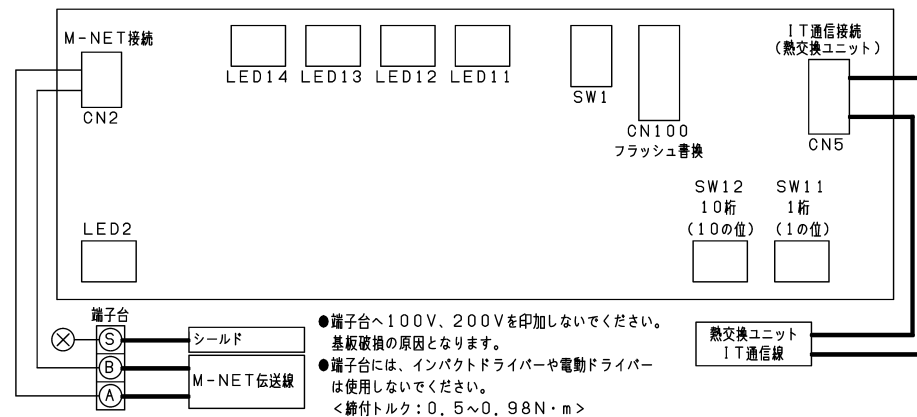 M-NET接続
CN2
LED14
LED13
LED12
LED11
SW1
CN100
フラッシュ書換
IT通信接続
(熱交換ユニット)
CN5
SW12
10桁
(10の位)
SW11
1桁
(1の位)
LED2
端子台
S
シールド
B
M-NET伝送線
A
●端子台へ100V、200Vを印加しないでください。
基板破損の原因となります。
●端子台には、インパクトドライバーや電動ドライバー
は使用しないでください。
<締付トルク:0.5~0.98N・m>
熱交換ユニット
IT通信線